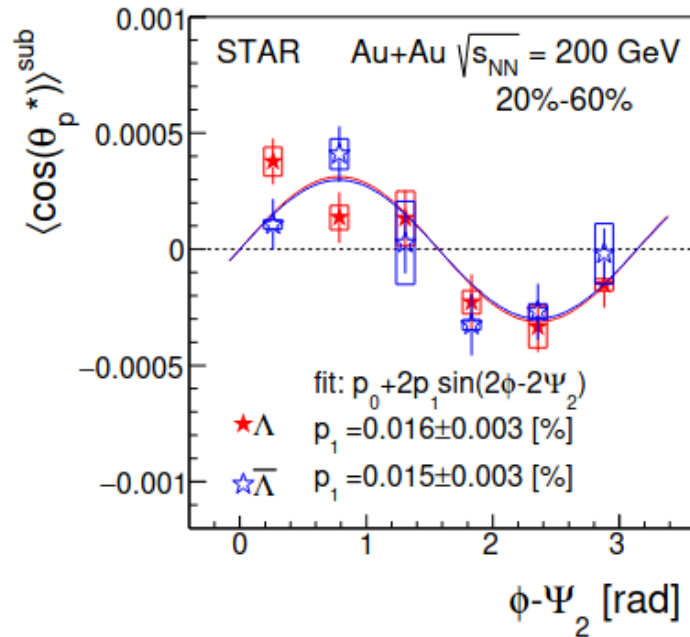 ⟨cos(θ_p*)⟩^sub
0.001
0.0005
0
−0.0005
−0.001
STAR Au+Au √s_NN = 200 GeV
20%-60%
fit: p_0+2p_1sin(2ϕ-2Ψ_2)
Λ p_1=0.016±0.003 [%]
Λ̅ p_1=0.015±0.003 [%]
0 1 2 3
ϕ-Ψ_2 [rad]